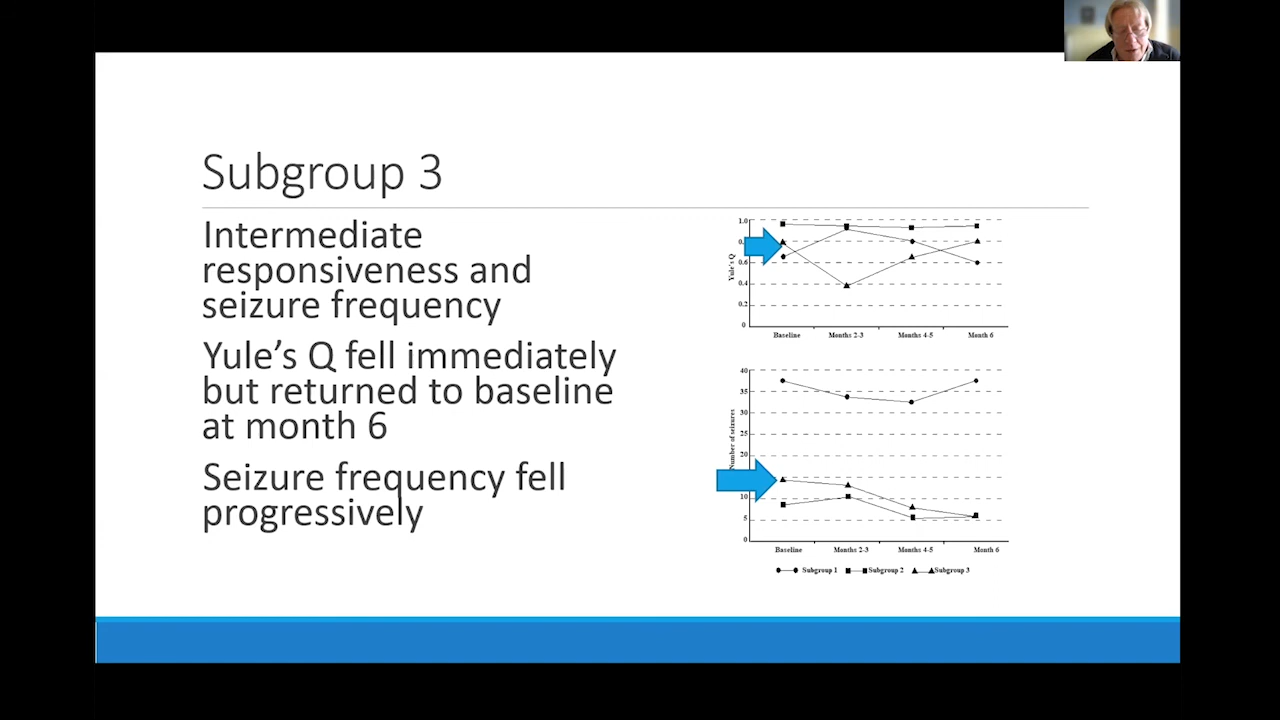 Subgroup 3
Intermediate
responsiveness and
seizure frequency
Yule's Q fell immediately
but returned to baseline
at month 6
Seizure frequency fell
progressively
1.0
0.6
0.4
0.2
0
Yule's Q
Baseline Months 2-3 Months 4-5 Month 6
40
35
30
25
20
10
5
0
Number of seizures
Baseline Months 2-3 Months 4-5 Month 6
Subgroup 1 Subgroup 2 Subgroup 3